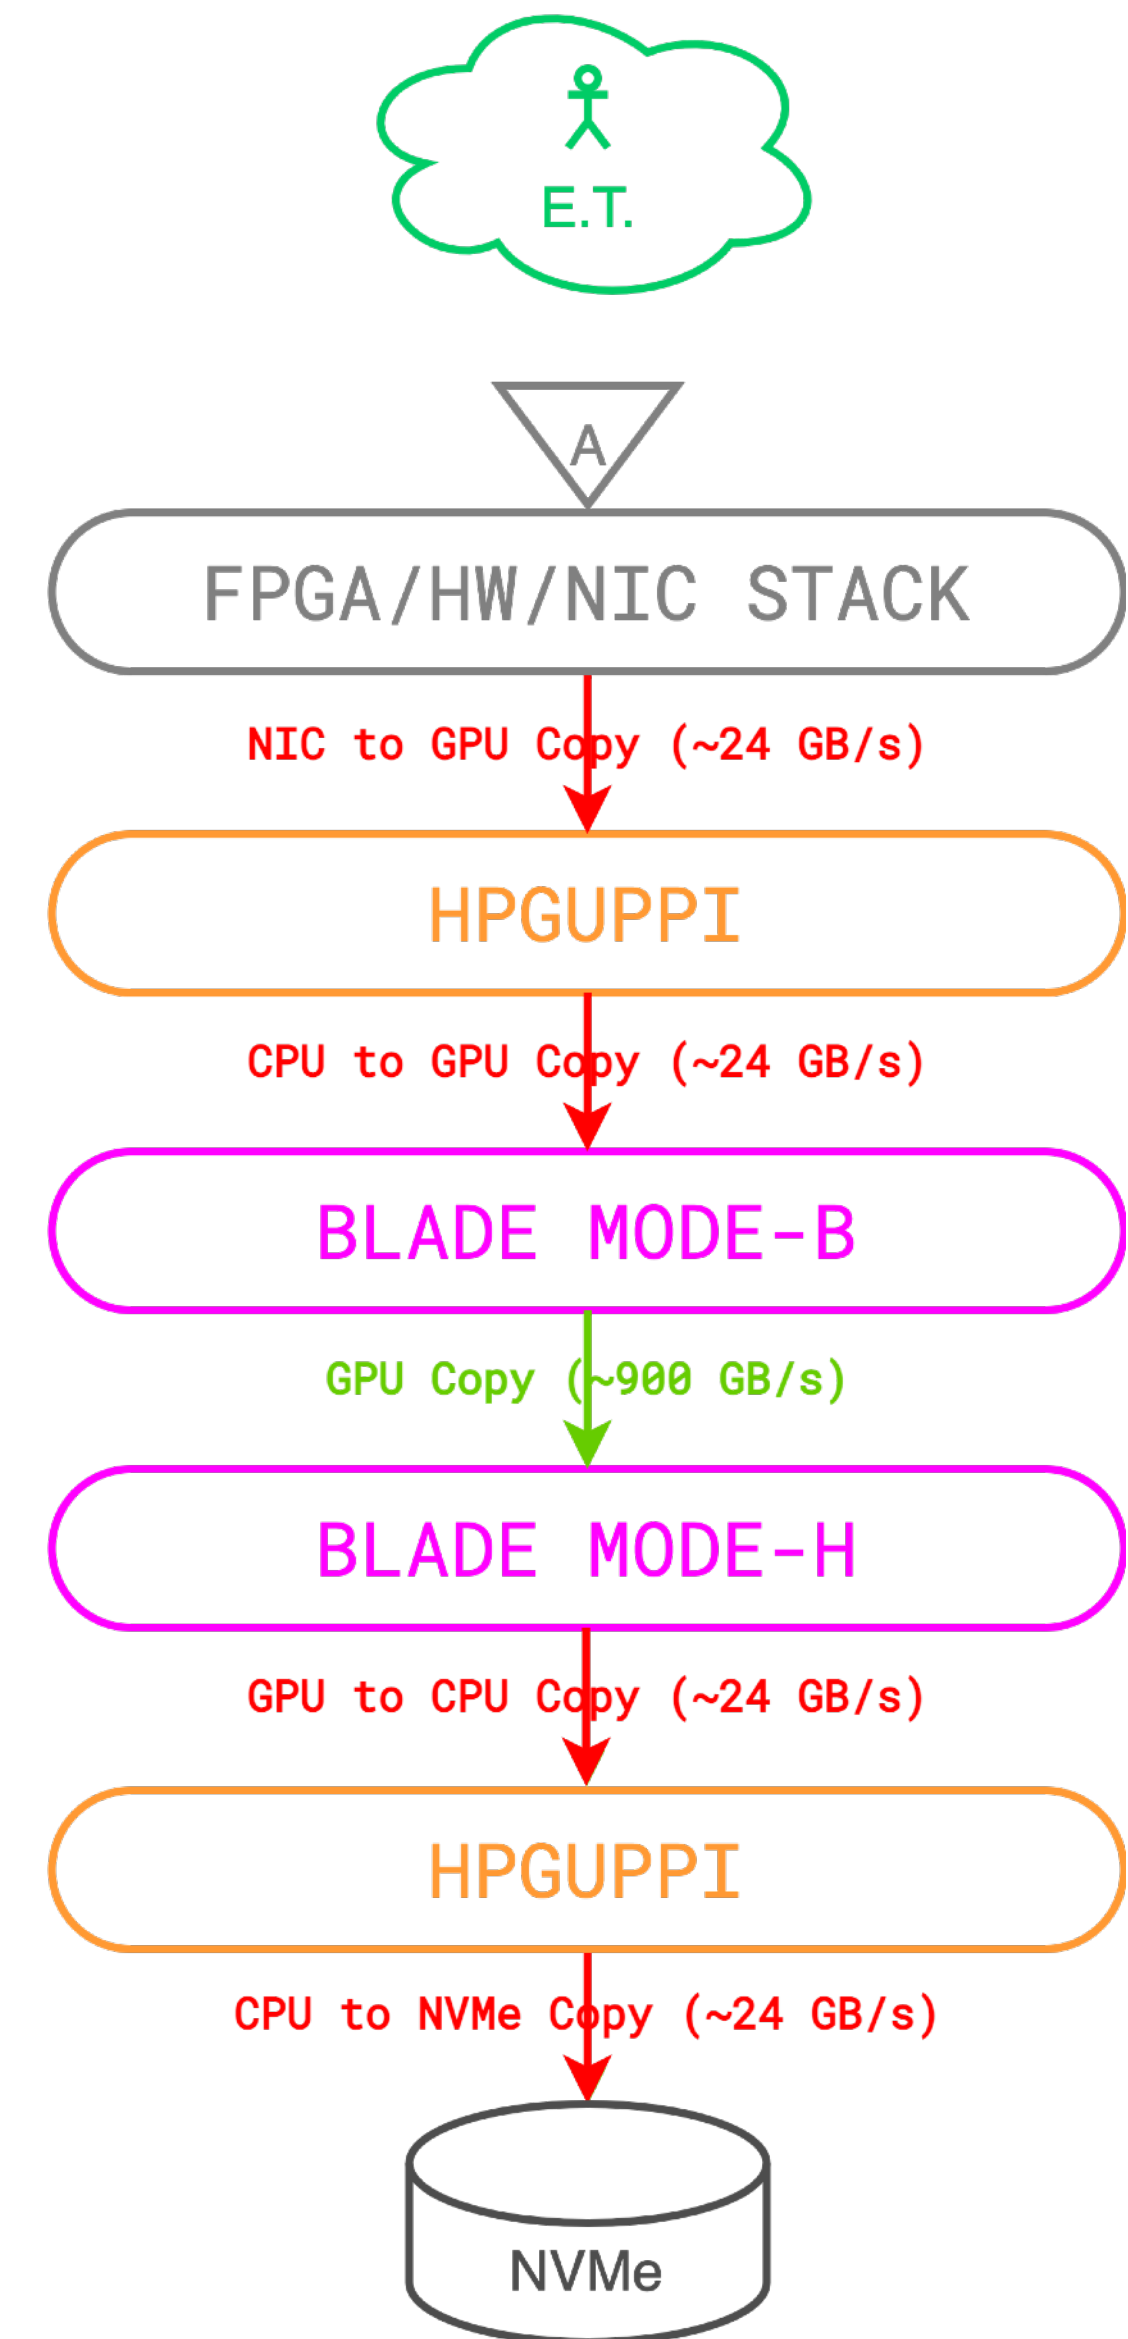 E.T.
A
FPGA/HW/NIC STACK
NIC to GPU Copy (~24 GB/s)
HPGUPPI
CPU to GPU Copy (~24 GB/s)
BLADE MODE-B
GPU Copy (~900 GB/s)
BLADE MODE-H
GPU to CPU Copy (~24 GB/s)
HPGUPPI
CPU to NVMe Copy (~24 GB/s)
NVMe